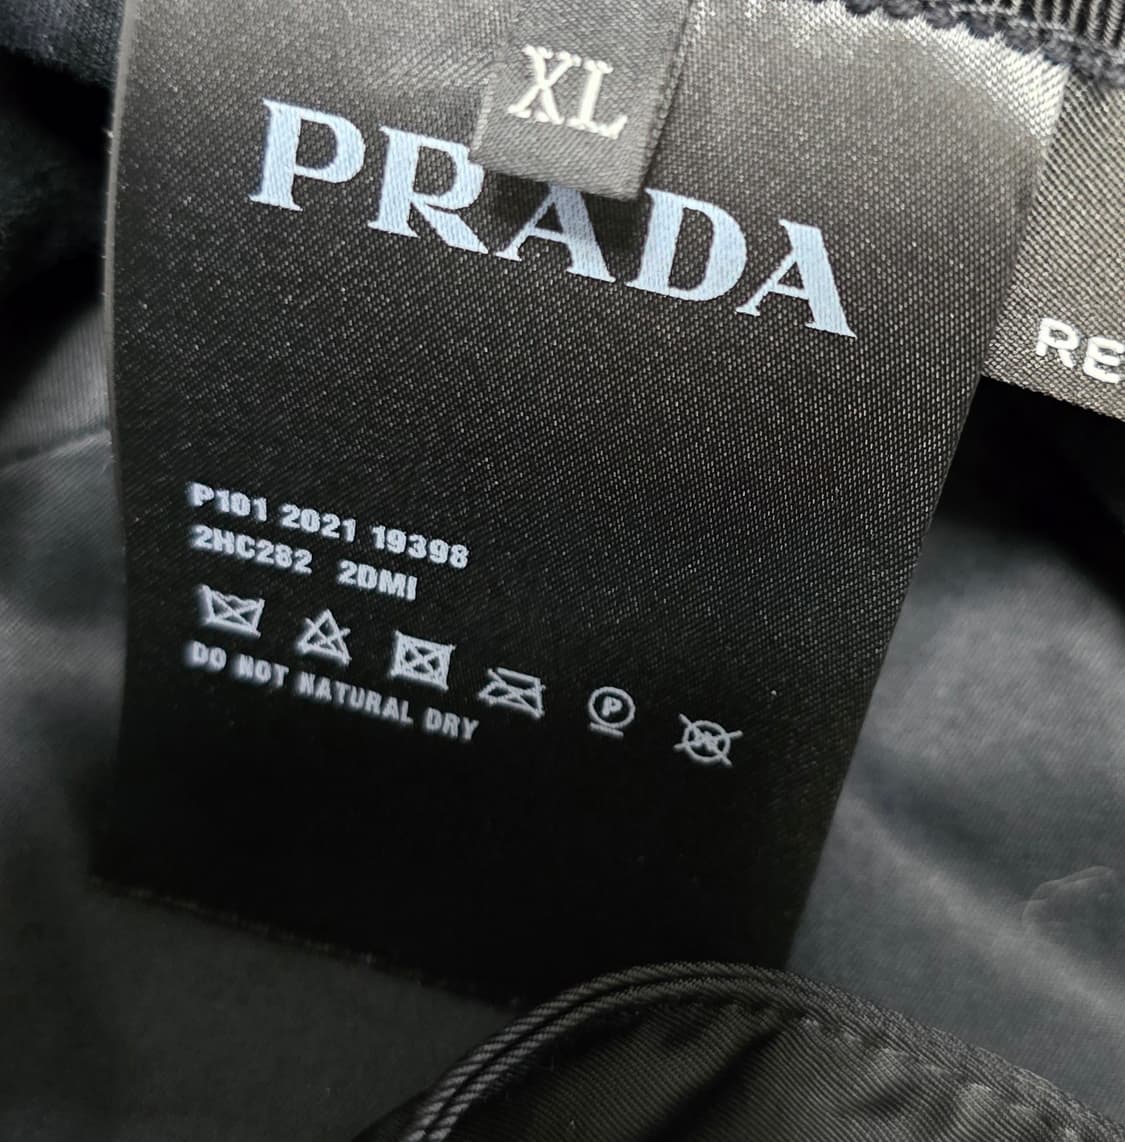 XL
PRADA
RE
P101 2021 19398
2HC282 2DMI
P
DO NOT NATURAL DRY